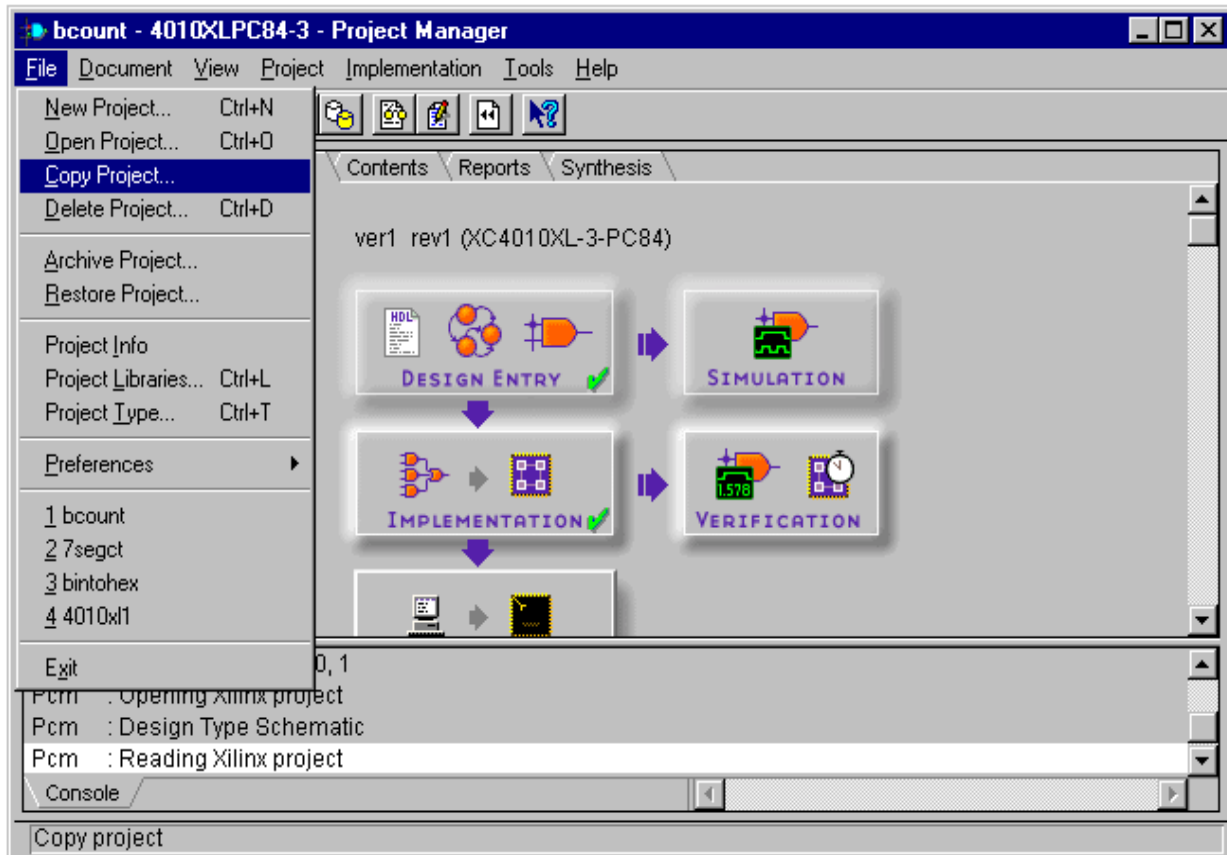 bcount - 4010XLPC84-3 - Project Manager
File Document View Project Implementation Tools Help
New Project... Ctrl+N
Open Project... Ctrl+O
Copy Project...
Delete Project... Ctrl+D
Archive Project...
Restore Project...
Project Info
Project Libraries... Ctrl+L
Project Type... Ctrl+T
Preferences
1 bcount
2 7segct
3 bintohex
4 4010xl1
Exit
Contents Reports Synthesis
ver1 rev1 (XC4010XL-3-PC84)
HDL
DESIGN ENTRY
SIMULATION
IMPLEMENTATION
1.578
VERIFICATION
0, 1
Pcm : Opening Xilinx project
Pcm : Design Type Schematic
Pcm : Reading Xilinx project
Console
Copy project